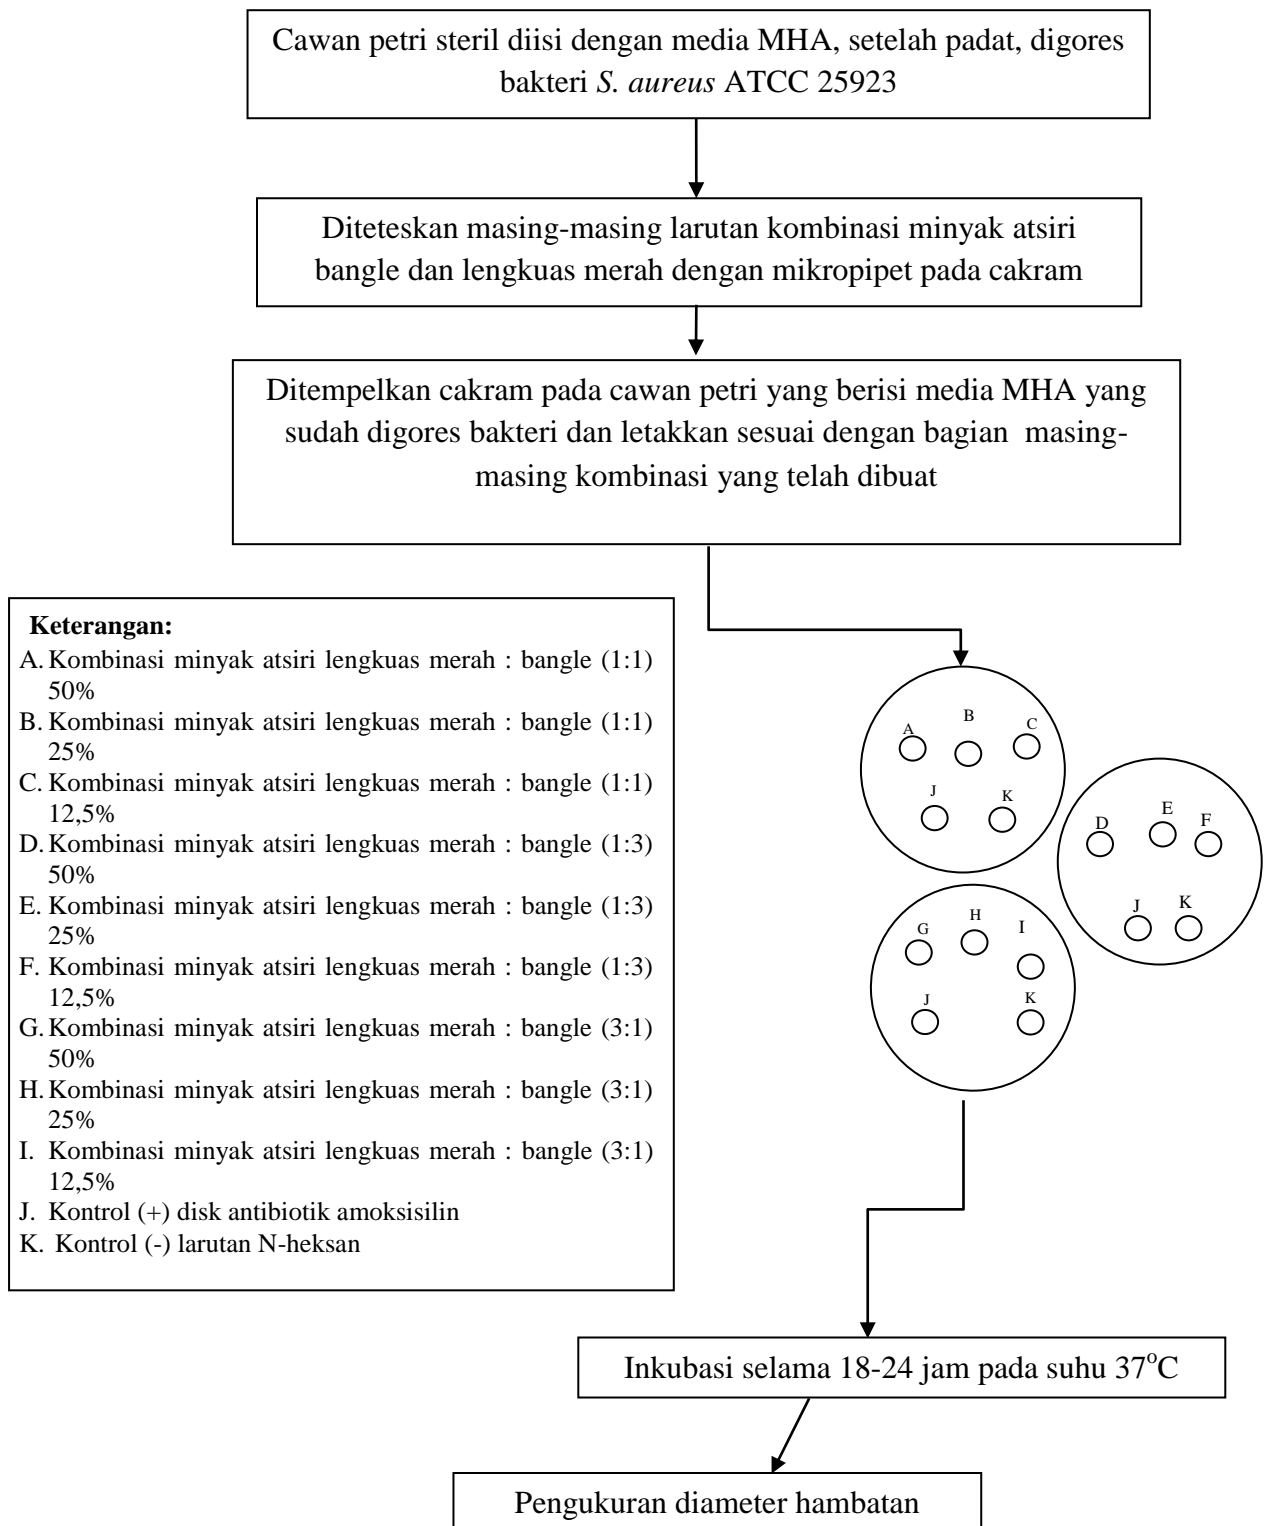 Cawan petri steril diisi dengan media MHA, setelah padat, digores
bakteri S. aureus ATCC 25923
Diteteskan masing-masing larutan kombinasi minyak atsiri
bangle dan lengkuas merah dengan mikropipet pada cakram
Ditempelkan cakram pada cawan petri yang berisi media MHA yang
sudah digores bakteri dan letakkan sesuai dengan bagian masing-
masing kombinasi yang telah dibuat
Keterangan:
A. Kombinasi minyak atsiri lengkuas merah : bangle (1:1)
50%
B. Kombinasi minyak atsiri lengkuas merah : bangle (1:1)
25%
C. Kombinasi minyak atsiri lengkuas merah : bangle (1:1)
12,5%
D. Kombinasi minyak atsiri lengkuas merah : bangle (1:3)
50%
E. Kombinasi minyak atsiri lengkuas merah : bangle (1:3)
25%
F. Kombinasi minyak atsiri lengkuas merah : bangle (1:3)
12,5%
G. Kombinasi minyak atsiri lengkuas merah : bangle (3:1)
50%
H. Kombinasi minyak atsiri lengkuas merah : bangle (3:1)
25%
I. Kombinasi minyak atsiri lengkuas merah : bangle (3:1)
12,5%
J. Kontrol (+) disk antibiotik amoksisilin
K. Kontrol (-) larutan N-heksan
A B C
J K
D E F
J K
G H I
J K
Inkubasi selama 18-24 jam pada suhu 37°C
Pengukuran diameter hambatan